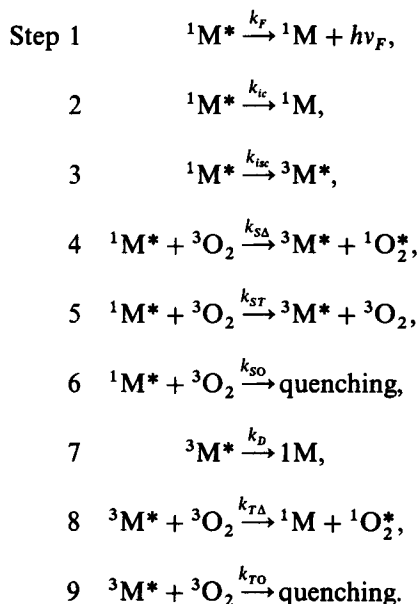 Step 1 ¹M* —k_F→ ¹M + hν_F,
2 ¹M* —k_ic→ ¹M,
3 ¹M* —k_isc→ ³M*,
4 ¹M* + ³O₂ —k_SΔ→ ³M* + ¹O₂*,
5 ¹M* + ³O₂ —k_ST→ ³M* + ³O₂,
6 ¹M* + ³O₂ —k_SO→ quenching,
7 ³M* —k_D→ 1M,
8 ³M* + ³O₂ —k_TΔ→ ¹M + ¹O₂*,
9 ³M* + ³O₂ —k_TO→ quenching.